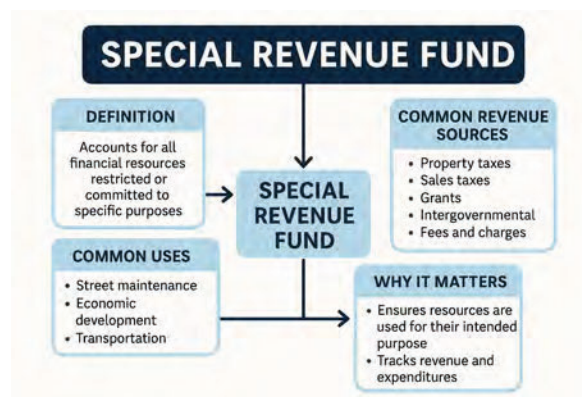 SPECIAL REVENUE FUND
DEFINITION
Accounts for all
financial resources
restricted or
committed to
specific purposes
COMMON REVENUE
SOURCES
• Property taxes
• Sales taxes
• Grants
• Intergovernmental
• Fees and charges
SPECIAL
REVENUE
FUND
COMMON USES
• Street maintenance
• Economic
development
• Transportation
WHY IT MATTERS
• Ensures resources are
used for their intended
purpose
• Tracks revenue and
expenditures